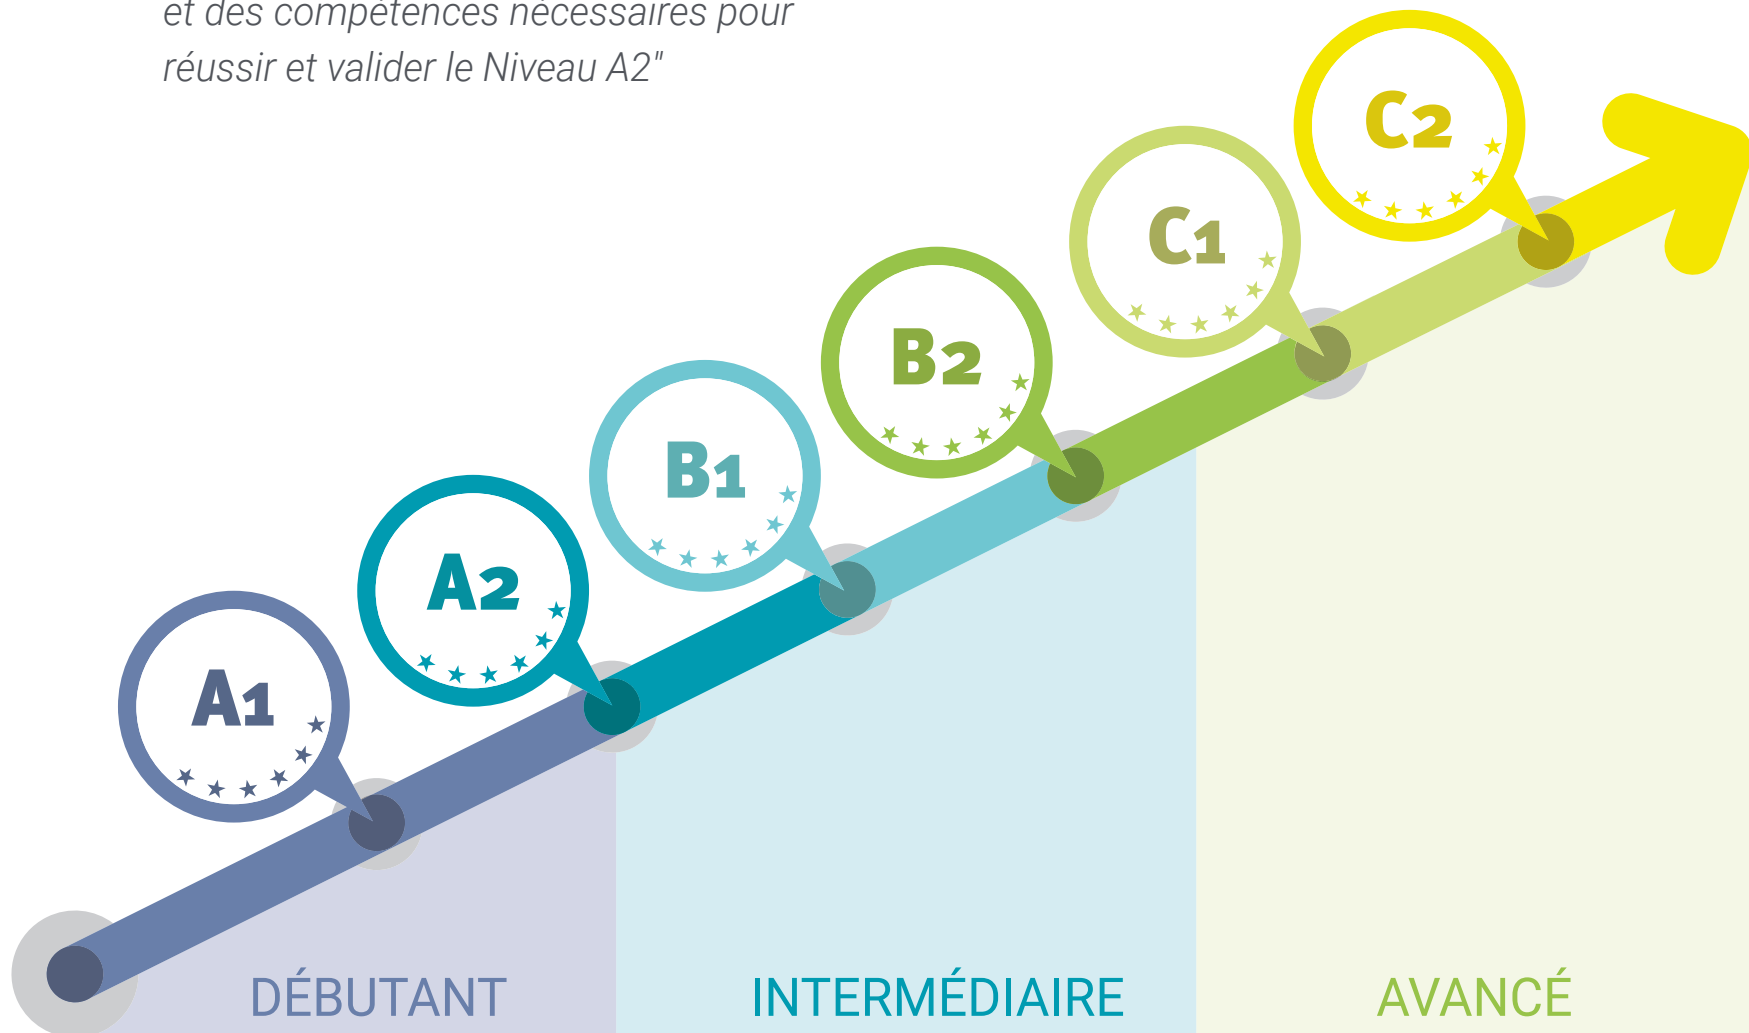 et des compétences nécessaires pour
réussir et valider le Niveau A2"
C2
C1
B2
B1
A2
A1
DÉBUTANT
INTERMÉDIAIRE
AVANCÉ